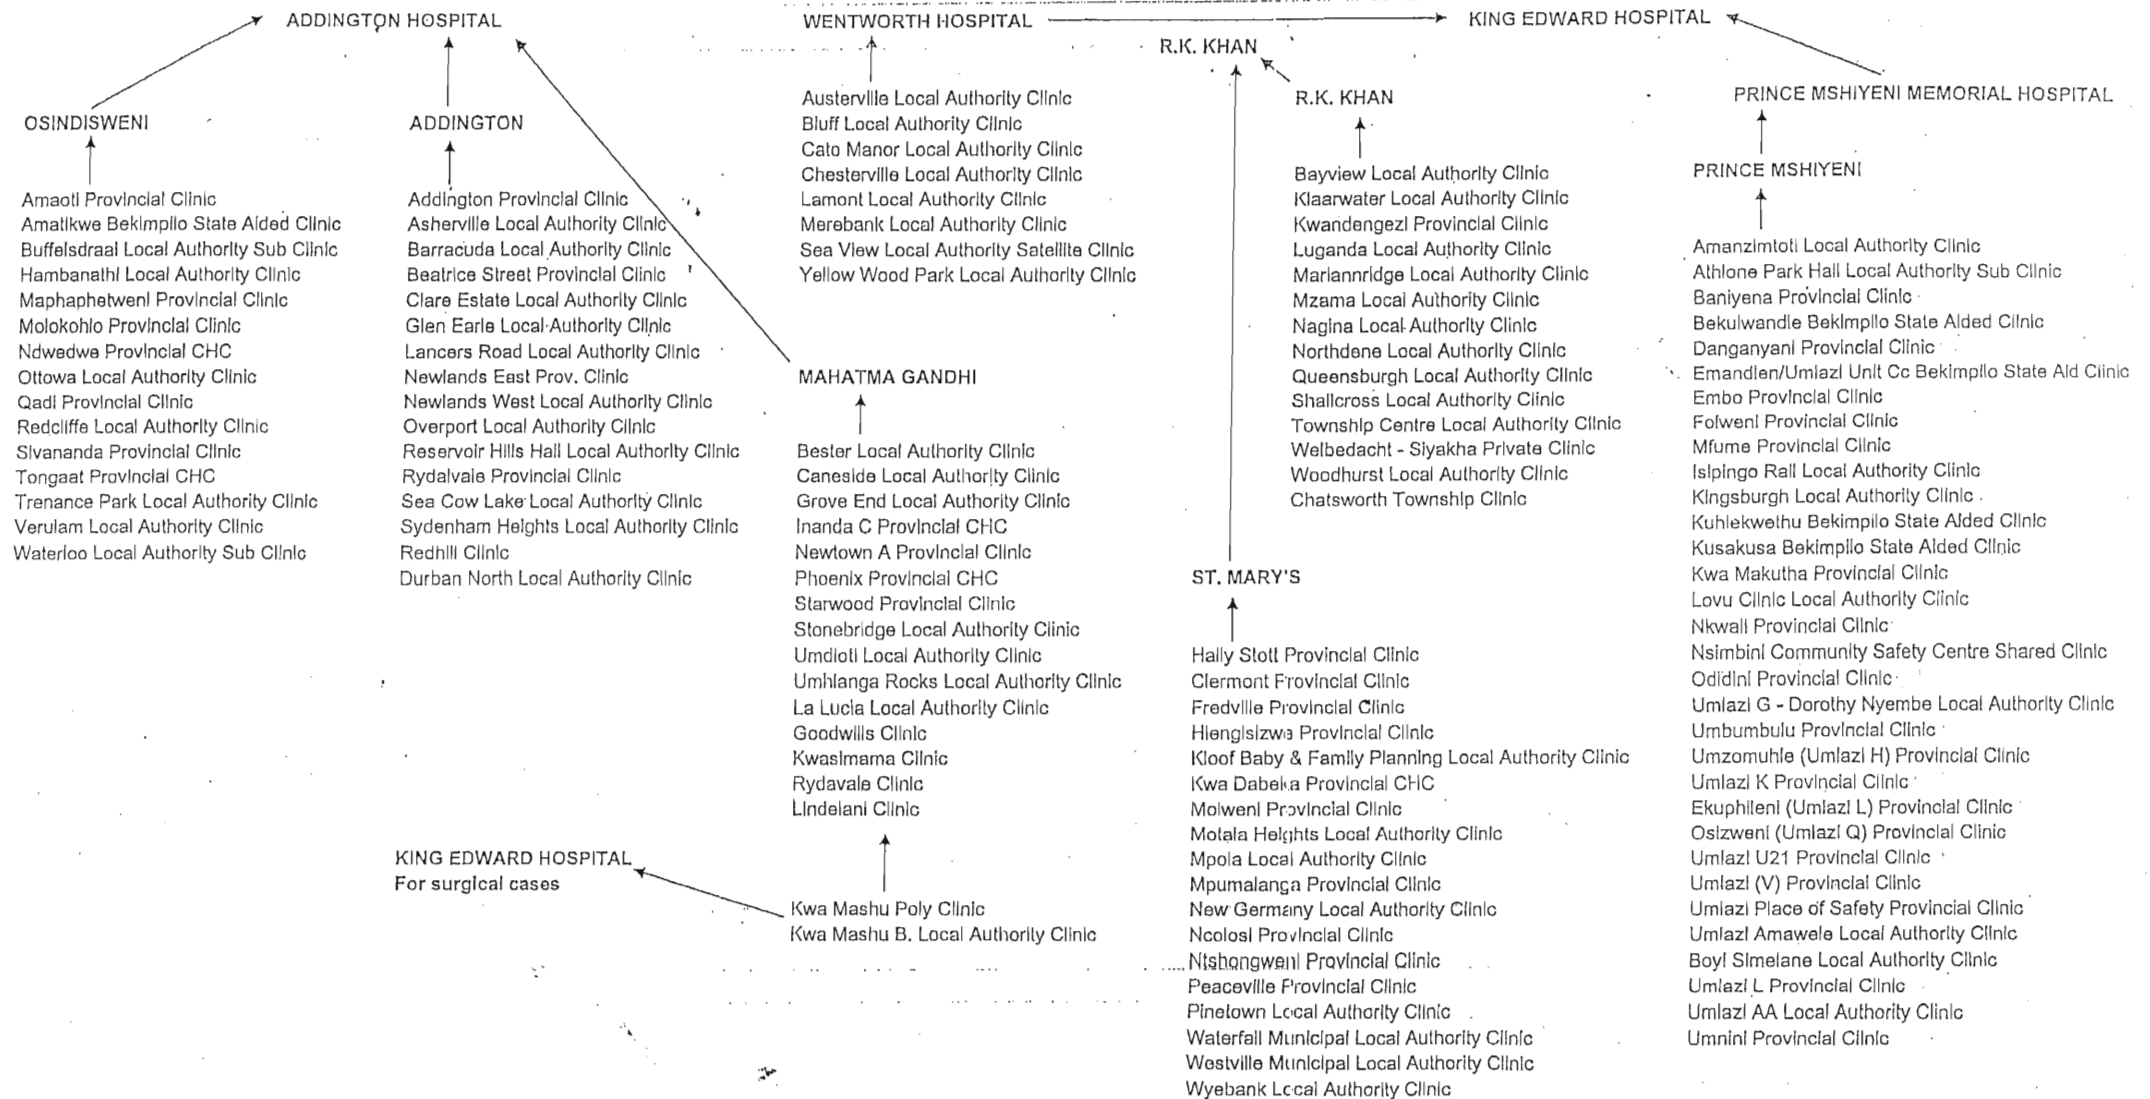 ADDINGTON HOSPITAL
WENTWORTH HOSPITAL
KING EDWARD HOSPITAL
R.K. KHAN
OSINDISWENI
Amaoti Provincial Clinic
Amatikwe Bekimpilo State Aided Clinic
Buffelsdraal Local Authority Sub Clinic
Hambanathi Local Authority Clinic
Maphaphetweni Provincial Clinic
Molokohlo Provincial Clinic
Ndwedwe Provincial CHC
Ottowa Local Authority Clinic
Qadi Provincial Clinic
Redcliffe Local Authority Clinic
Sivananda Provincial Clinic
Tongaat Provincial CHC
Trenance Park Local Authority Clinic
Verulam Local Authority Clinic
Waterloo Local Authority Sub Clinic
ADDINGTON
Addington Provincial Clinic
Asherville Local Authority Clinic
Barracuda Local Authority Clinic
Beatrice Street Provincial Clinic
Clare Estate Local Authority Clinic
Glen Earle Local Authority Clinic
Lancers Road Local Authority Clinic
Newlands East Prov. Clinic
Newlands West Local Authority Clinic
Overport Local Authority Clinic
Reservoir Hills Hall Local Authority Clinic
Rydalvale Provincial Clinic
Sea Cow Lake Local Authority Clinic
Sydenham Heights Local Authority Clinic
Redhill Clinic
Durban North Local Authority Clinic
KING EDWARD HOSPITAL
For surgical cases
Austerville Local Authority Clinic
Bluff Local Authority Clinic
Cato Manor Local Authority Clinic
Chesterville Local Authority Clinic
Lamont Local Authority Clinic
Merebank Local Authority Clinic
Sea View Local Authority Satellite Clinic
Yellow Wood Park Local Authority Clinic
MAHATMA GANDHI
Bester Local Authority Clinic
Caneside Local Authority Clinic
Grove End Local Authority Clinic
Inanda C Provincial CHC
Newtown A Provincial Clinic
Phoenix Provincial CHC
Starwood Provincial Clinic
Stonebridge Local Authority Clinic
Umdloti Local Authority Clinic
Umhlanga Rocks Local Authority Clinic
La Lucia Local Authority Clinic
Goodwills Clinic
Kwasimama Clinic
Rydavale Clinic
Lindelani Clinic
Kwa Mashu Poly Clinic
Kwa Mashu B. Local Authority Clinic
R.K. KHAN
Bayview Local Authority Clinic
Klaarwater Local Authority Clinic
Kwandengezi Provincial Clinic
Luganda Local Authority Clinic
Mariannridge Local Authority Clinic
Mzama Local Authority Clinic
Nagina Local Authority Clinic
Northdene Local Authority Clinic
Queensburgh Local Authority Clinic
Shallcross Local Authority Clinic
Township Centre Local Authority Clinic
Welbedacht - Siyakha Private Clinic
Woodhurst Local Authority Clinic
Chatsworth Township Clinic
ST. MARY'S
Hally Stott Provincial Clinic
Clermont Provincial Clinic
Fredville Provincial Clinic
Hlengisizwe Provincial Clinic
Kloof Baby & Family Planning Local Authority Clinic
Kwa Dabeka Provincial CHC
Molweni Provincial Clinic
Motala Heights Local Authority Clinic
Mpola Local Authority Clinic
Mpumalanga Provincial Clinic
New Germany Local Authority Clinic
Ncolosi Provincial Clinic
Ntshongweni Provincial Clinic
Peaceville Provincial Clinic
Pinetown Local Authority Clinic
Waterfall Municipal Local Authority Clinic
Westville Municipal Local Authority Clinic
Wyebank Local Authority Clinic
PRINCE MSHIYENI MEMORIAL HOSPITAL
PRINCE MSHIYENI
Amanzimtoti Local Authority Clinic
Athlone Park Hall Local Authority Sub Clinic
Baniyena Provincial Clinic
Bekulwandle Bekimpilo State Aided Clinic
Danganyani Provincial Clinic
Emandlen/Umlazi Unit Cc Bekimpilo State Aid Clinic
Embo Provincial Clinic
Folweni Provincial Clinic
Mfume Provincial Clinic
Isipingo Rail Local Authority Clinic
Kingsburgh Local Authority Clinic
Kuhlekwethu Bekimpilo State Aided Clinic
Kusakusa Bekimpilo State Aided Clinic
Kwa Makutha Provincial Clinic
Lovu Clinic Local Authority Clinic
Nkwali Provincial Clinic
Nsimbini Community Safety Centre Shared Clinic
Odidini Provincial Clinic
Umlazi G - Dorothy Nyembe Local Authority Clinic
Umbumbulu Provincial Clinic
Umzomuhle (Umlazi H) Provincial Clinic
Umlazi K Provincial Clinic
Ekuphileni (Umlazi L) Provincial Clinic
Osizweni (Umlazi Q) Provincial Clinic
Umlazi U21 Provincial Clinic
Umlazi (V) Provincial Clinic
Umlazi Place of Safety Provincial Clinic
Umlazi Amawele Local Authority Clinic
Boyi Simelane Local Authority Clinic
Umlazi L Provincial Clinic
Umlazi AA Local Authority Clinic
Umnini Provincial Clinic